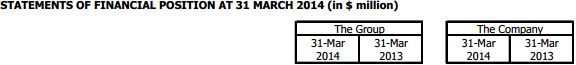 STATEMENTS OF FINANCIAL POSITION AT 31 MARCH 2014 (in $ million)
The Group The Company
31-Mar 31-Mar 31-Mar 31-Mar
2014 2013 2014 2013